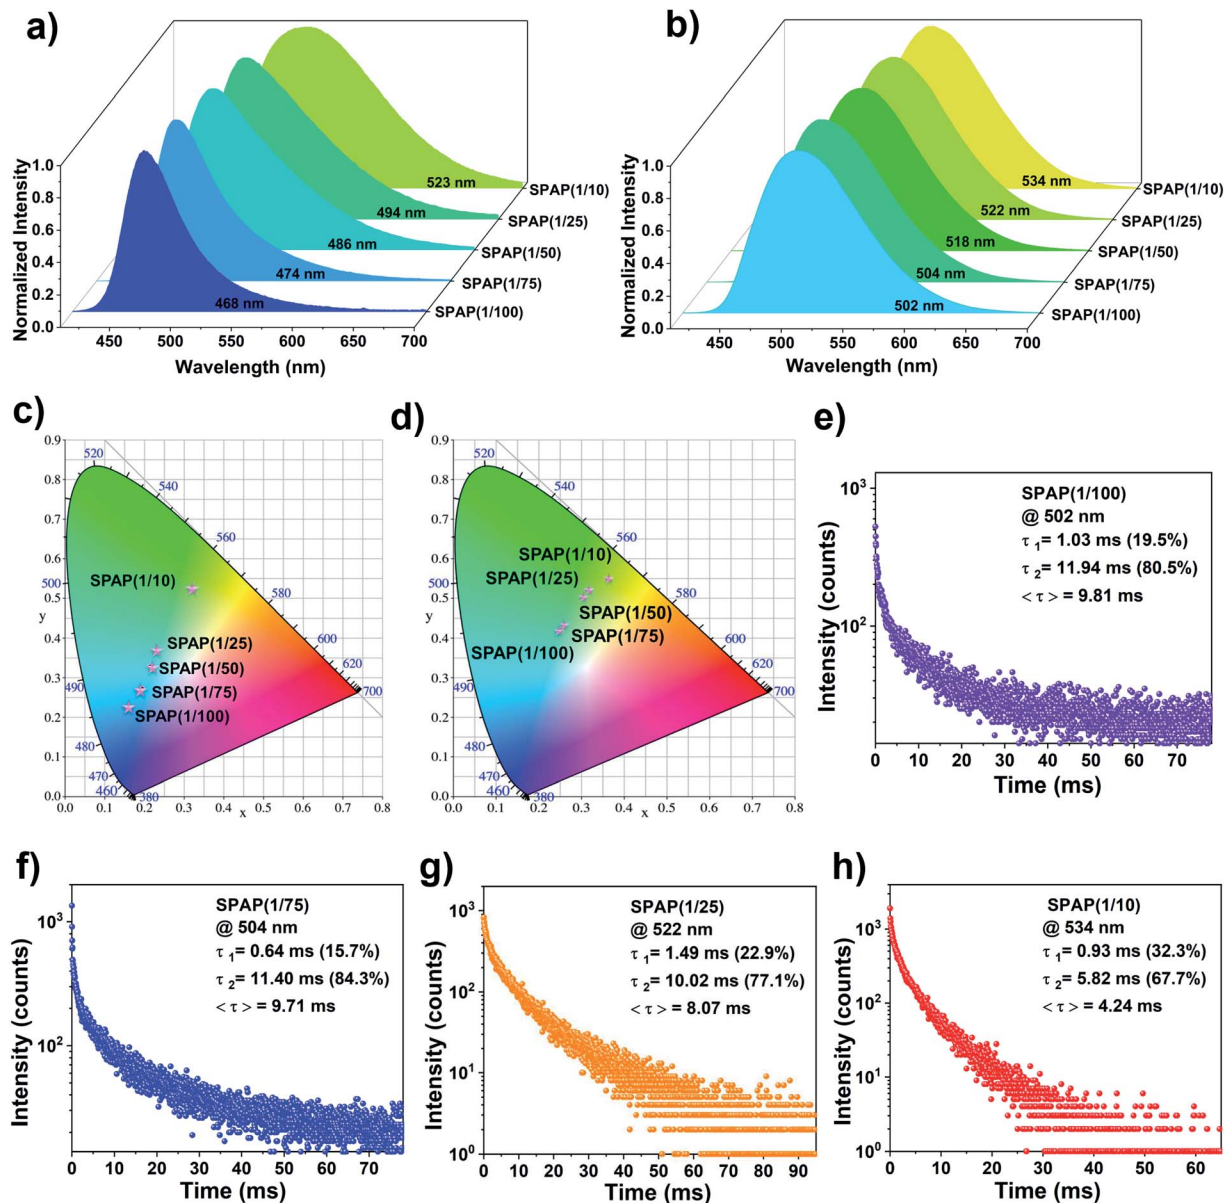 a)
Normalized Intensity
1.0
0.8
0.6
0.4
0.2
0.0
523 nm
494 nm
486 nm
474 nm
468 nm
SPAP(1/10)
SPAP(1/25)
SPAP(1/50)
SPAP(1/75)
SPAP(1/100)
450 500 550 600 650 700
Wavelength (nm)
b)
Normalized Intensity
1.0
0.8
0.6
0.4
0.2
0.0
534 nm
522 nm
518 nm
504 nm
502 nm
SPAP(1/10)
SPAP(1/25)
SPAP(1/50)
SPAP(1/75)
SPAP(1/100)
450 500 550 600 650 700
Wavelength (nm)
c)
0.9
0.8
0.7
0.6
0.5
0.4
0.3
0.2
0.1
0.0
y
520
540
560
580
600
620
700
500
490
480
470
460
380
SPAP(1/10)
SPAP(1/25)
SPAP(1/50)
SPAP(1/75)
SPAP(1/100)
0.0 0.1 0.2 0.3 0.4 0.5 0.6 0.7 0.8
x
d)
0.9
0.8
0.7
0.6
0.5
0.4
0.3
0.2
0.1
0.0
y
520
540
560
580
600
620
700
500
490
480
470
460
380
SPAP(1/10)
SPAP(1/25)
SPAP(1/50)
SPAP(1/75)
SPAP(1/100)
0.0 0.1 0.2 0.3 0.4 0.5 0.6 0.7 0.8
x
e)
Intensity (counts)
10³
10²
SPAP(1/100)
@ 502 nm
τ ₁= 1.03 ms (19.5%)
τ ₂= 11.94 ms (80.5%)
< τ > = 9.81 ms
0 10 20 30 40 50 60 70
Time (ms)
f)
Intensity (counts)
10³
10²
SPAP(1/75)
@ 504 nm
τ ₁= 0.64 ms (15.7%)
τ ₂= 11.40 ms (84.3%)
< τ > = 9.71 ms
0 10 20 30 40 50 60 70
Time (ms)
g)
Intensity (counts)
10³
10²
10¹
10⁰
SPAP(1/25)
@ 522 nm
τ ₁= 1.49 ms (22.9%)
τ ₂= 10.02 ms (77.1%)
< τ > = 8.07 ms
0 10 20 30 40 50 60 70 80 90
Time (ms)
h)
Intensity (counts)
10³
10²
10¹
10⁰
SPAP(1/10)
@ 534 nm
τ ₁= 0.93 ms (32.3%)
τ ₂= 5.82 ms (67.7%)
< τ > = 4.24 ms
0 10 20 30 40 50 60
Time (ms)